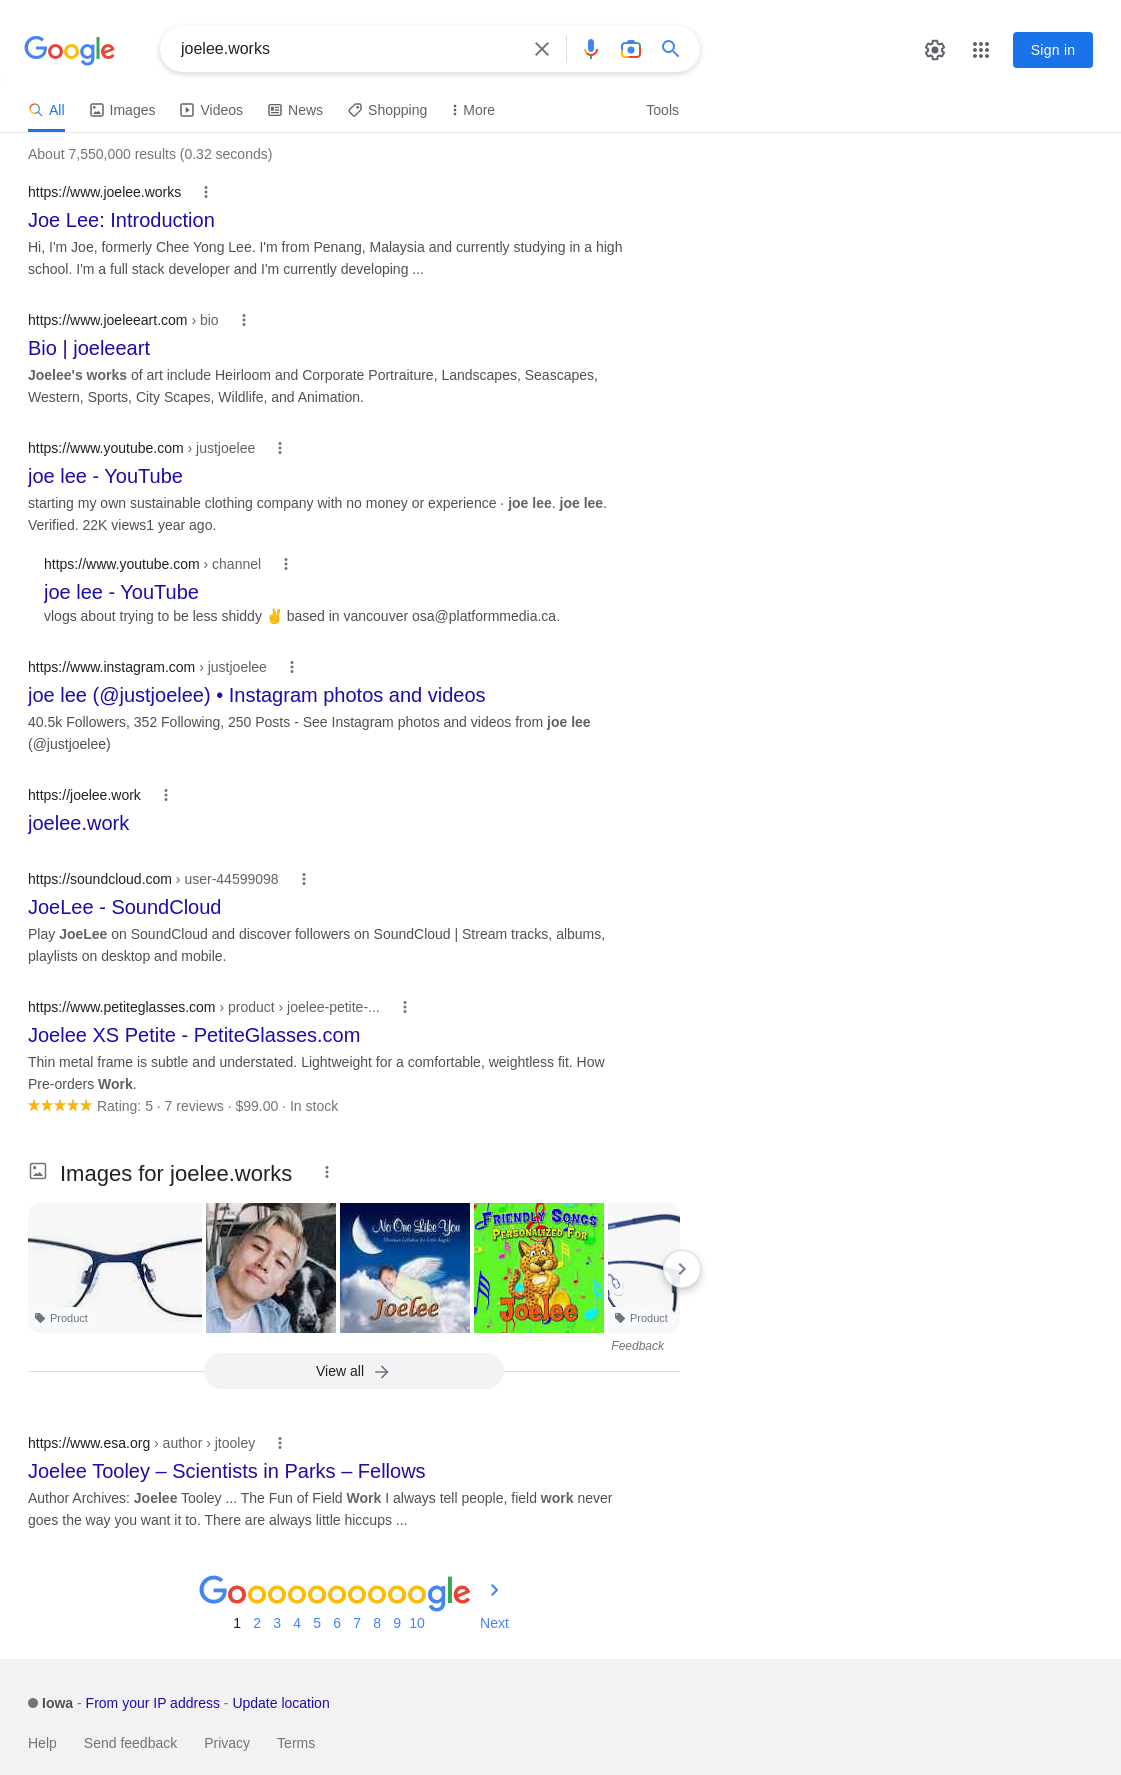 Google
joelee.works
Sign in
All
Images
Videos
News
Shopping
More
Tools
About 7,550,000 results (0.32 seconds)
https://www.joelee.works
Joe Lee: Introduction
Hi, I'm Joe, formerly Chee Yong Lee. I'm from Penang, Malaysia and currently studying in a high
school. I'm a full stack developer and I'm currently developing ...
https://www.joeleeart.com › bio
Bio | joeleeart
Joelee's works of art include Heirloom and Corporate Portraiture, Landscapes, Seascapes,
Western, Sports, City Scapes, Wildlife, and Animation.
https://www.youtube.com › justjoelee
joe lee - YouTube
starting my own sustainable clothing company with no money or experience · joe lee. joe lee.
Verified. 22K views1 year ago.
https://www.youtube.com › channel
joe lee - YouTube
vlogs about trying to be less shiddy ✌️ based in vancouver osa@platformmedia.ca.
https://www.instagram.com › justjoelee
joe lee (@justjoelee) • Instagram photos and videos
40.5k Followers, 352 Following, 250 Posts - See Instagram photos and videos from joe lee
(@justjoelee)
https://joelee.work
joelee.work
https://soundcloud.com › user-44599098
JoeLee - SoundCloud
Play JoeLee on SoundCloud and discover followers on SoundCloud | Stream tracks, albums,
playlists on desktop and mobile.
https://www.petiteglasses.com › product › joelee-petite-...
Joelee XS Petite - PetiteGlasses.com
Thin metal frame is subtle and understated. Lightweight for a comfortable, weightless fit. How
Pre-orders Work.
Rating: 5 · 7 reviews · $99.00 · In stock
Images for joelee.works
No One Like You
Christian Lullabies for Little Angels
Joelee
FRIENDLY SONGS
PERSONALIZED FOR
Joelee
Product
Product
Feedback
View all
https://www.esa.org › author › jtooley
Joelee Tooley – Scientists in Parks – Fellows
Author Archives: Joelee Tooley ... The Fun of Field Work I always tell people, field work never
goes the way you want it to. There are always little hiccups ...
Goooooooooogle
1 2 3 4 5 6 7 8 9 10 Next
Iowa - From your IP address - Update location
Help Send feedback Privacy Terms